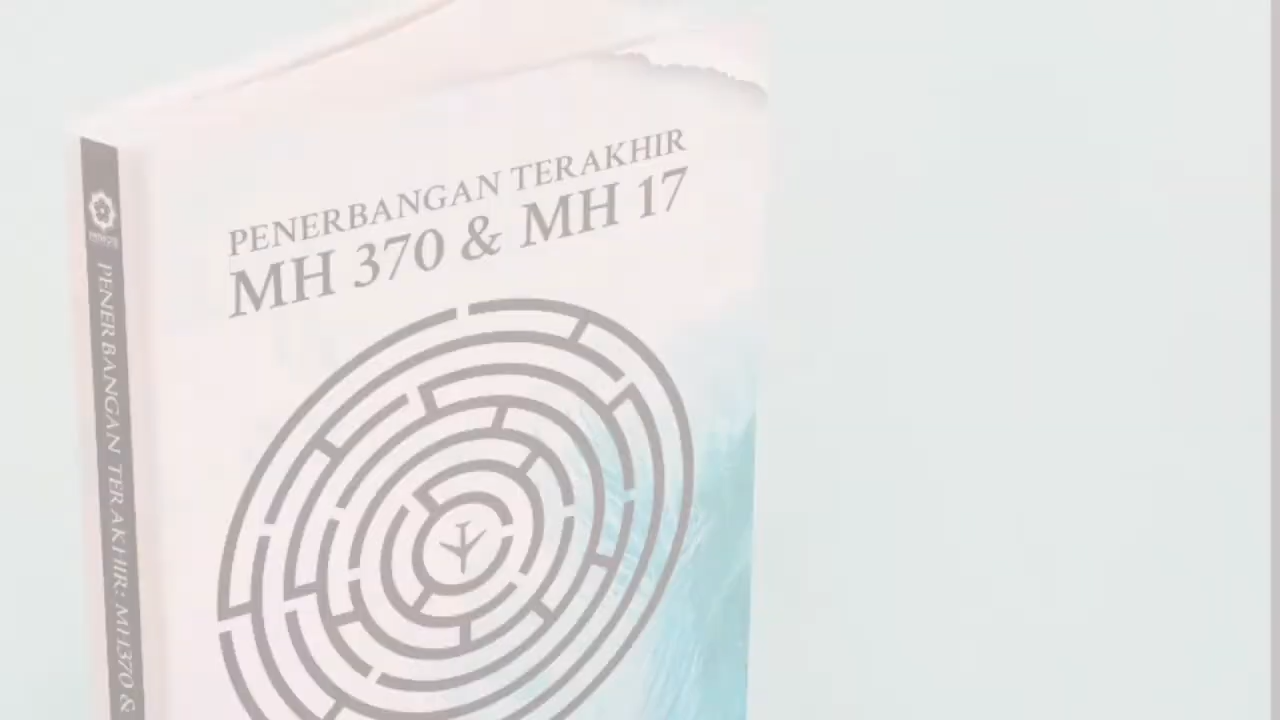 PENERBANGAN TERAKHIR
MH 370 & MH 17
PENERBANGAN TERAKHIR: MH370 &